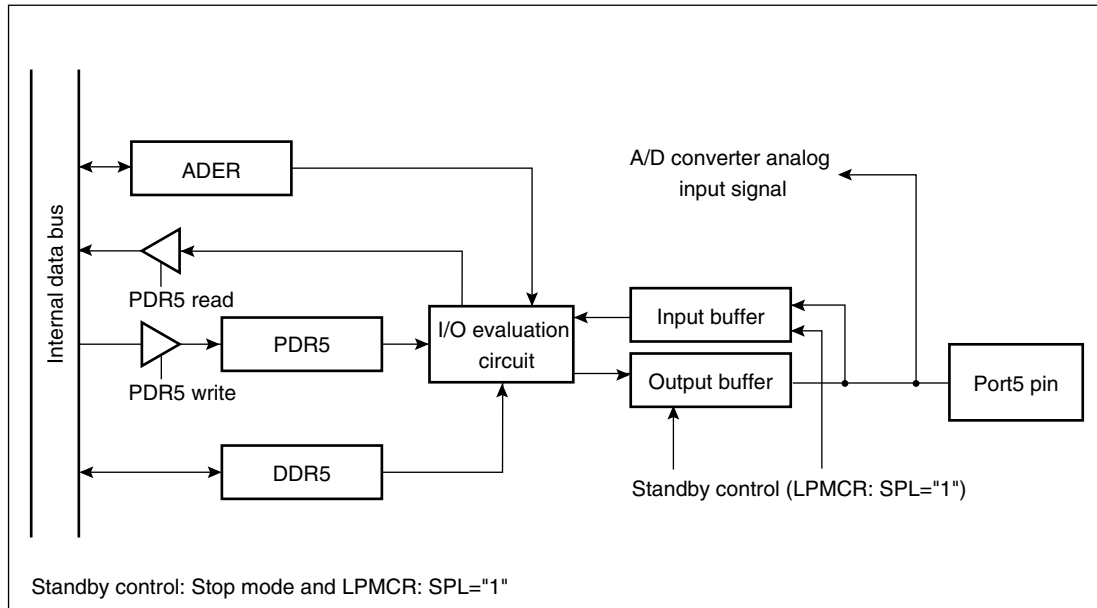 Internal data bus
ADER
A/D converter analog
input signal
PDR5 read
PDR5
PDR5 write
I/O evaluation
circuit
Input buffer
Output buffer
Port5 pin
DDR5
Standby control (LPMCR: SPL="1")
Standby control: Stop mode and LPMCR: SPL="1"